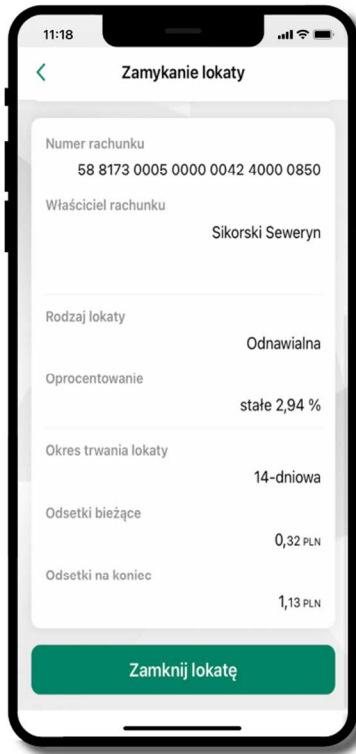 11:18
Zamykanie lokaty
Numer rachunku
58 8173 0005 0000 0042 4000 0850
Właściciel rachunku
Sikorski Seweryn
Rodzaj lokaty
Odnawialna
Oprocentowanie
stałe 2,94 %
Okres trwania lokaty
14-dniowa
Odsetki bieżące
0,32 PLN
Odsetki na koniec
1,13 PLN
Zamknij lokatę